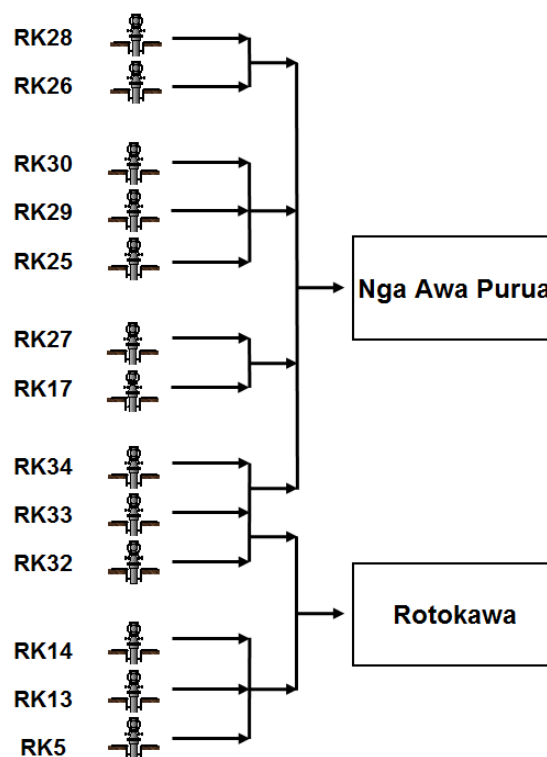 RK28
RK26
RK30
RK29
RK25
Nga Awa Purua
RK27
RK17
RK34
RK33
RK32
Rotokawa
RK14
RK13
RK5